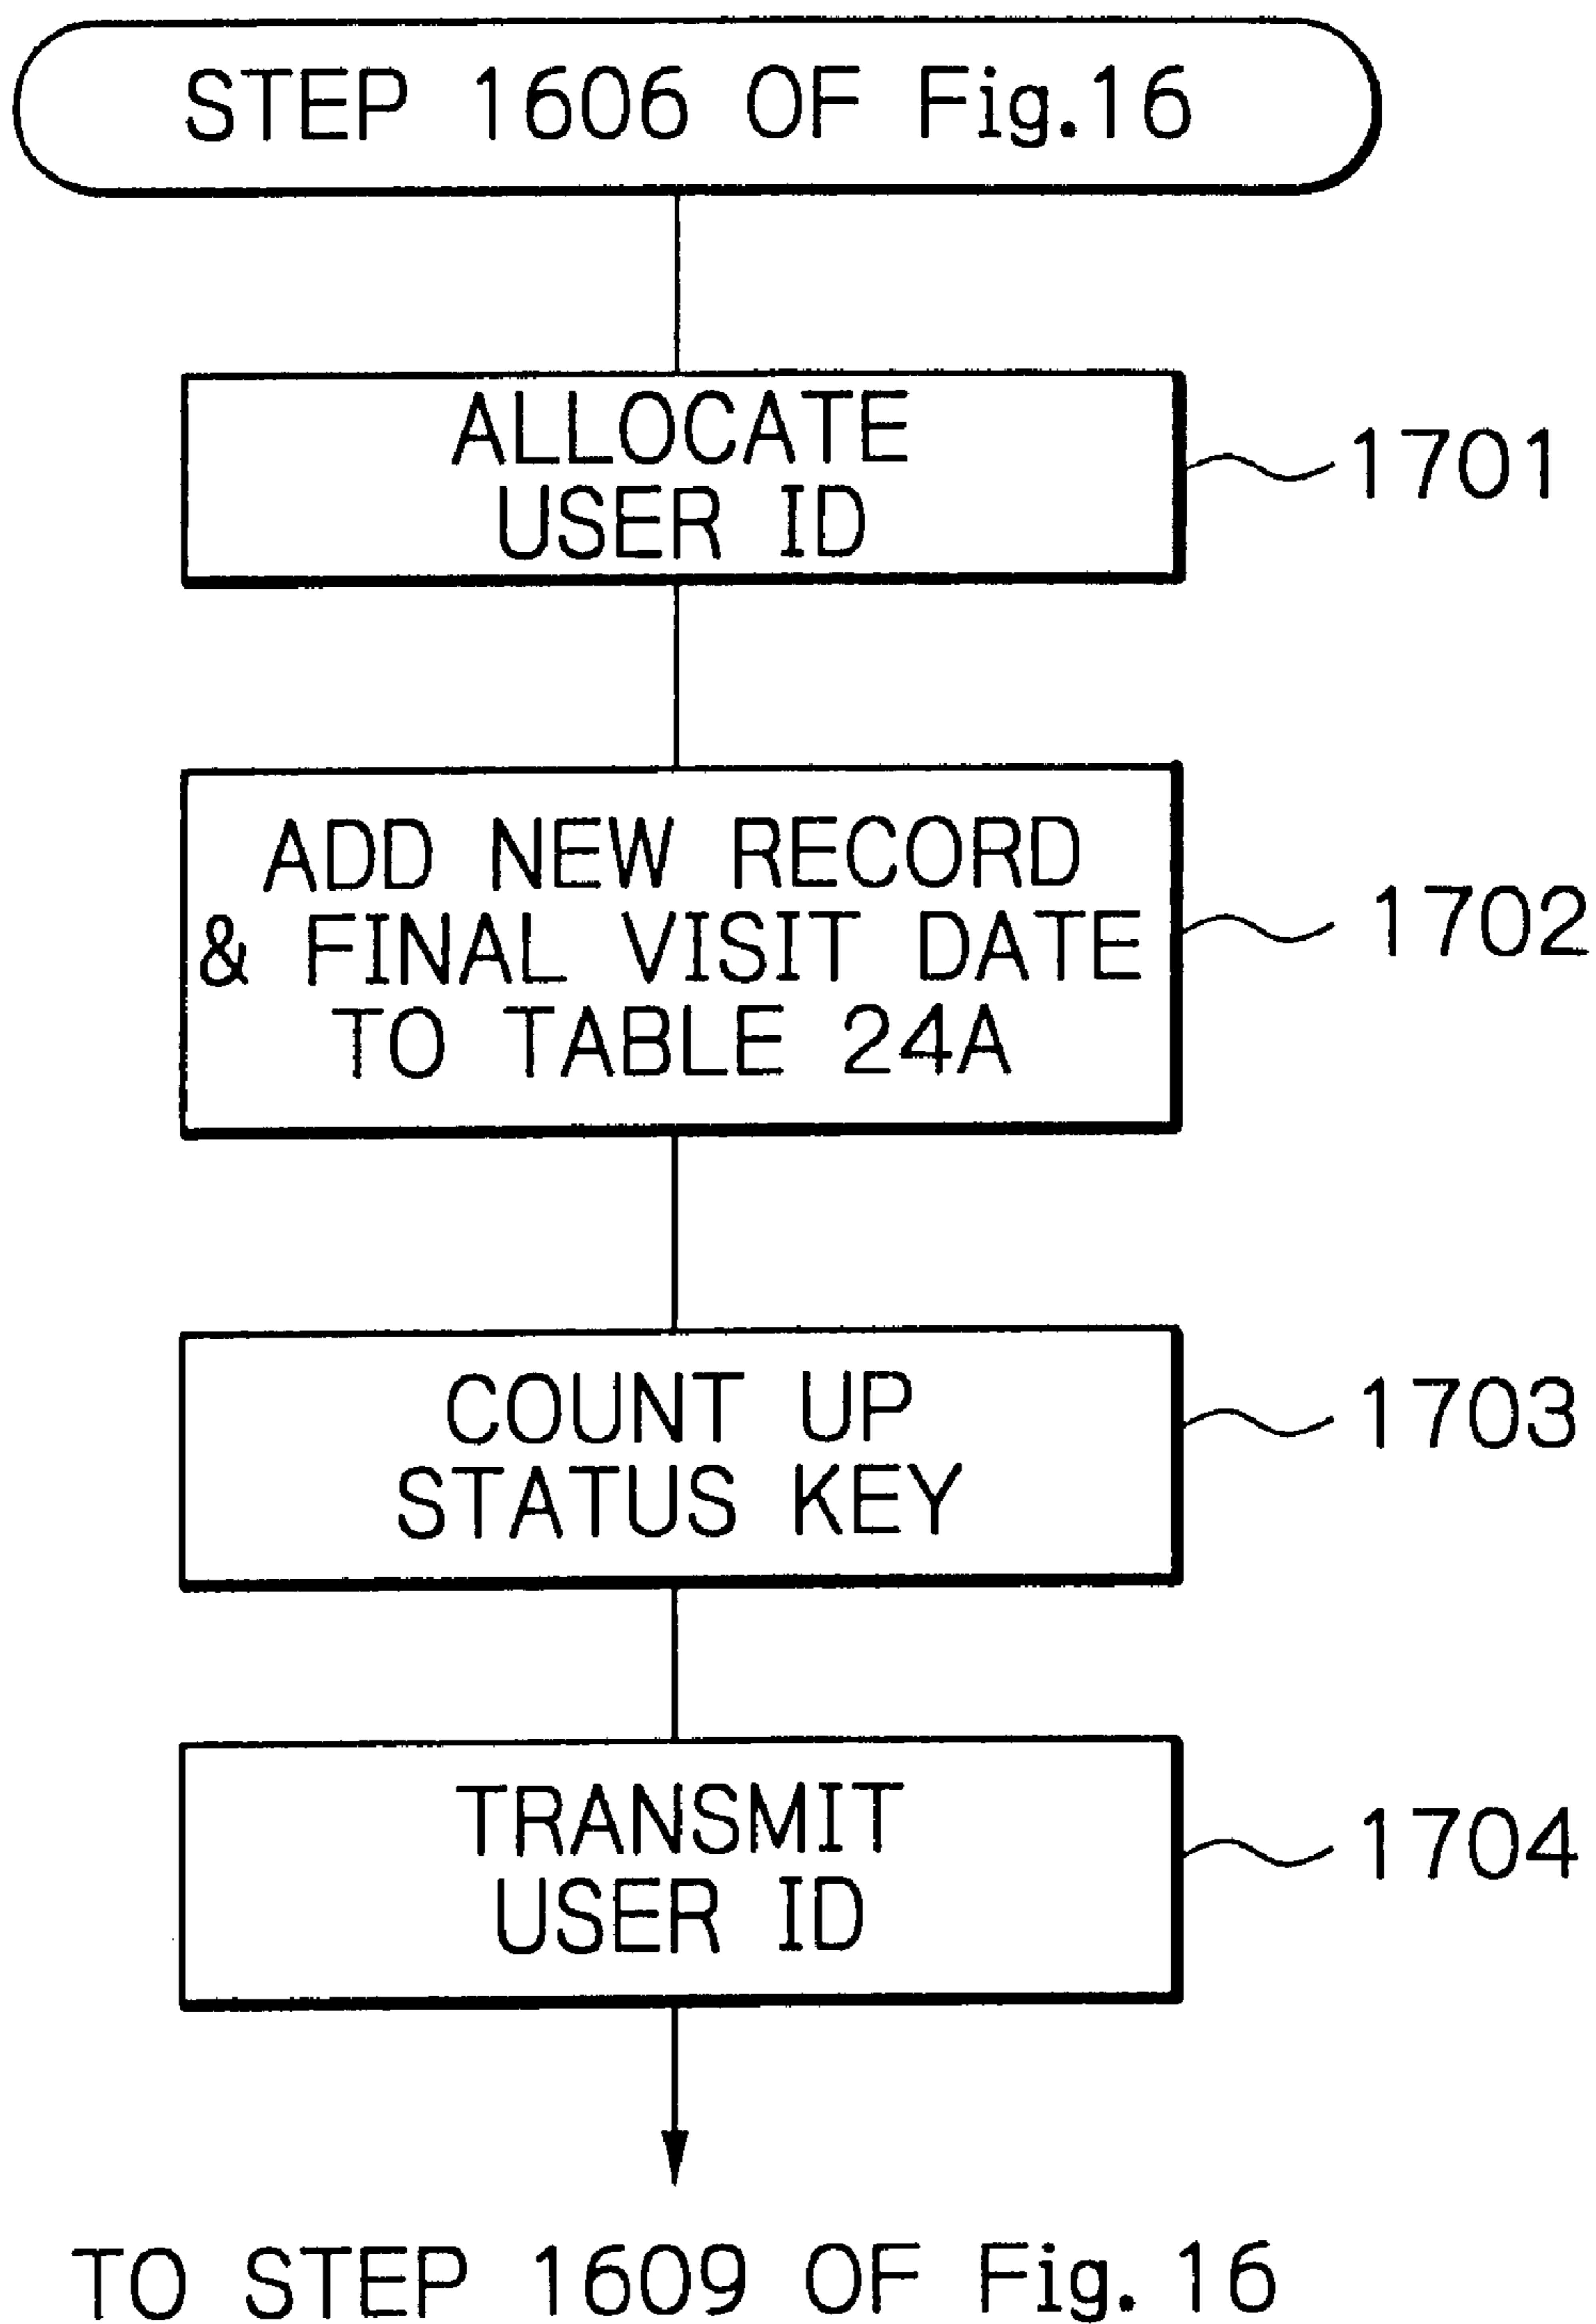 STEP 1606 OF Fig.16
ALLOCATE
USER ID
1701
ADD NEW RECORD
& FINAL VISIT DATE
TO TABLE 24A
1702
COUNT UP
STATUS KEY
1703
TRANSMIT
USER ID
1704
TO STEP 1609 OF Fig.16